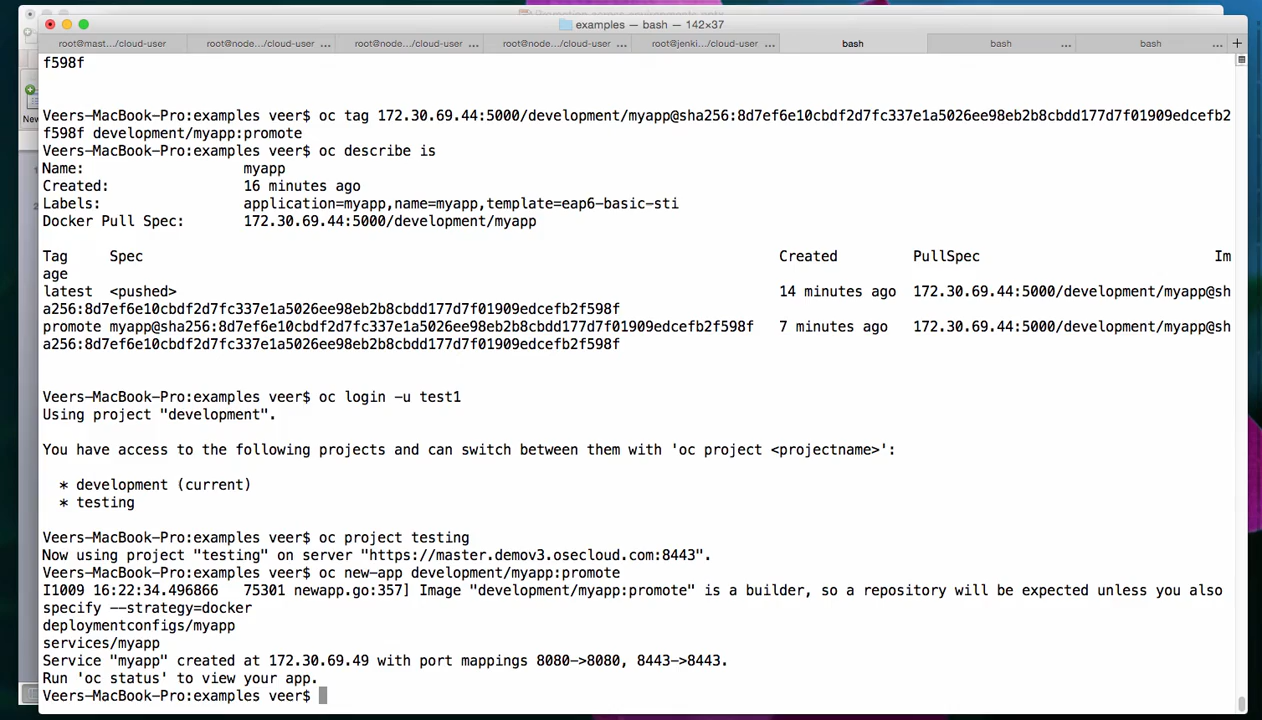 examples — bash — 142×37
root@mast.../cloud-user
root@node.../cloud-user ...
root@node.../cloud-user ...
root@node.../cloud-user ...
root@jenki.../cloud-user ...
bash
bash ...
bash ...
New
f598f
Veers-MacBook-Pro:examples veer$ oc tag 172.30.69.44:5000/development/myapp@sha256:8d7ef6e10cbdf2d7fc337e1a5026ee98eb2b8cbdd177d7f01909edcefb2
f598f development/myapp:promote
Veers-MacBook-Pro:examples veer$ oc describe is
Name: myapp
Created: 16 minutes ago
Labels: application=myapp,name=myapp,template=eap6-basic-sti
Docker Pull Spec: 172.30.69.44:5000/development/myapp
Tag Spec Created PullSpec Im
age
latest <pushed> 14 minutes ago 172.30.69.44:5000/development/myapp@sh
a256:8d7ef6e10cbdf2d7fc337e1a5026ee98eb2b8cbdd177d7f01909edcefb2f598f
promote myapp@sha256:8d7ef6e10cbdf2d7fc337e1a5026ee98eb2b8cbdd177d7f01909edcefb2f598f 7 minutes ago 172.30.69.44:5000/development/myapp@sh
a256:8d7ef6e10cbdf2d7fc337e1a5026ee98eb2b8cbdd177d7f01909edcefb2f598f
Veers-MacBook-Pro:examples veer$ oc login -u test1
Using project "development".
You have access to the following projects and can switch between them with 'oc project <projectname>':
* development (current)
* testing
Veers-MacBook-Pro:examples veer$ oc project testing
Now using project "testing" on server "https://master.demov3.osecloud.com:8443".
Veers-MacBook-Pro:examples veer$ oc new-app development/myapp:promote
I1009 16:22:34.496866 75301 newapp.go:357] Image "development/myapp:promote" is a builder, so a repository will be expected unless you also
specify --strategy=docker
deploymentconfigs/myapp
services/myapp
Service "myapp" created at 172.30.69.49 with port mappings 8080->8080, 8443->8443.
Run 'oc status' to view your app.
Veers-MacBook-Pro:examples veer$